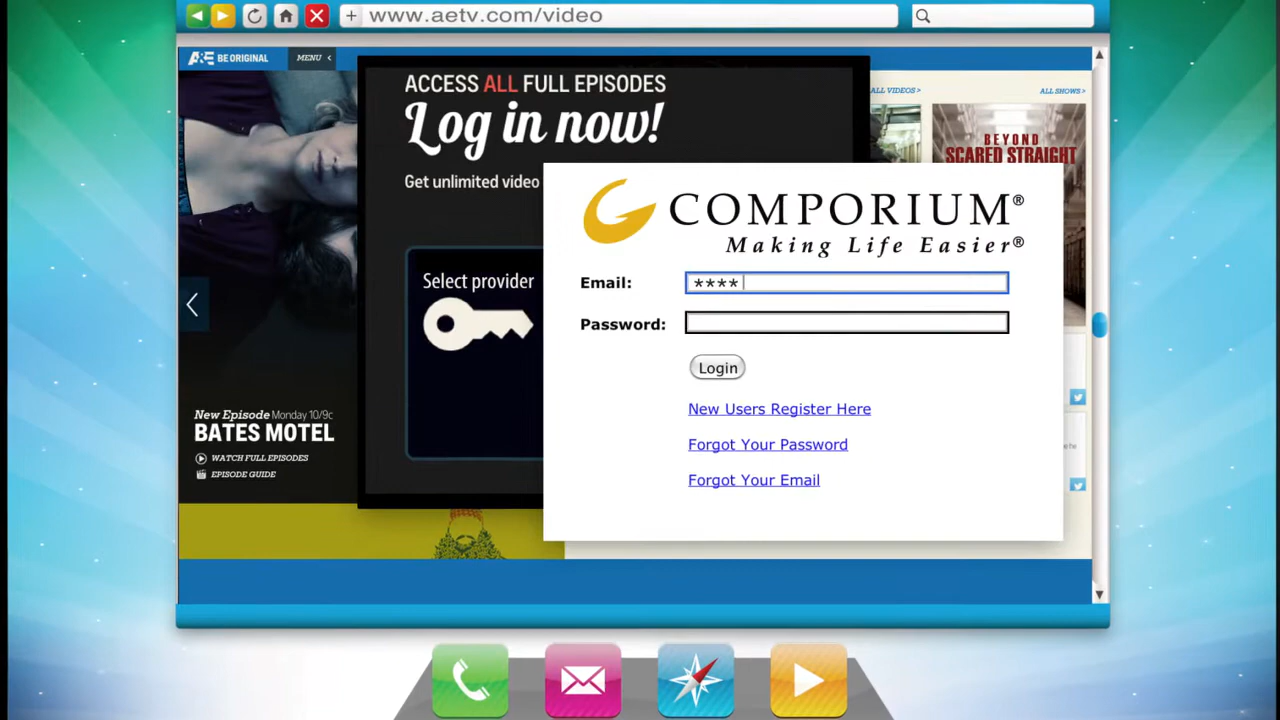 www.aetv.com/video
A&E BE ORIGINAL
MENU <
ACCESS ALL FULL EPISODES
Log in now!
Get unlimited video
ALL VIDEOS >
ALL SHOWS >
BEYOND
SCARED STRAIGHT
COMPORIUM®
Making Life Easier®
Select provider
Email:
****
Password:
Login
New Users Register Here
Forgot Your Password
Forgot Your Email
New Episode Monday 10/9c
BATES MOTEL
WATCH FULL EPISODES
EPISODE GUIDE